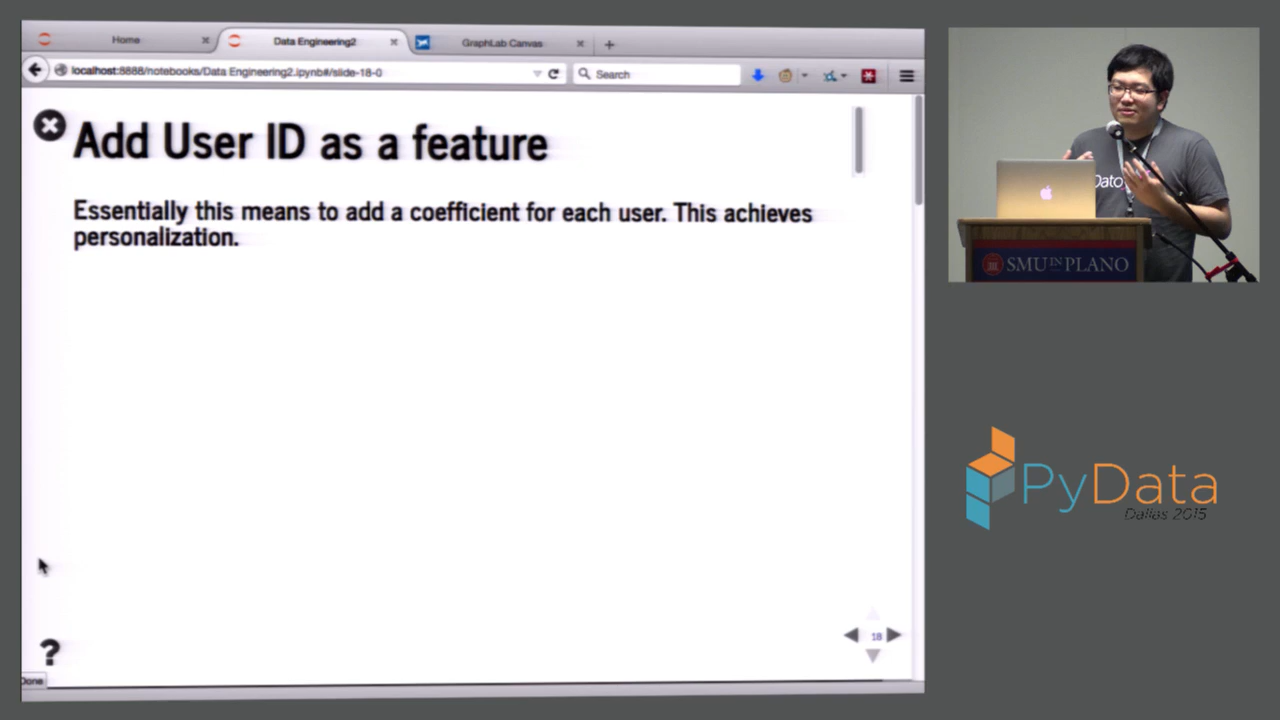 Home
Data Engineering2
GraphLab Canvas
localhost:8888/notebooks/Data Engineering2.ipynb#/slide-18-0
Search
Add User ID as a feature
Essentially this means to add a coefficient for each user. This achieves
personalization.
?
18
Done
Dato
SMU IN PLANO
PyData
Dallas 2015